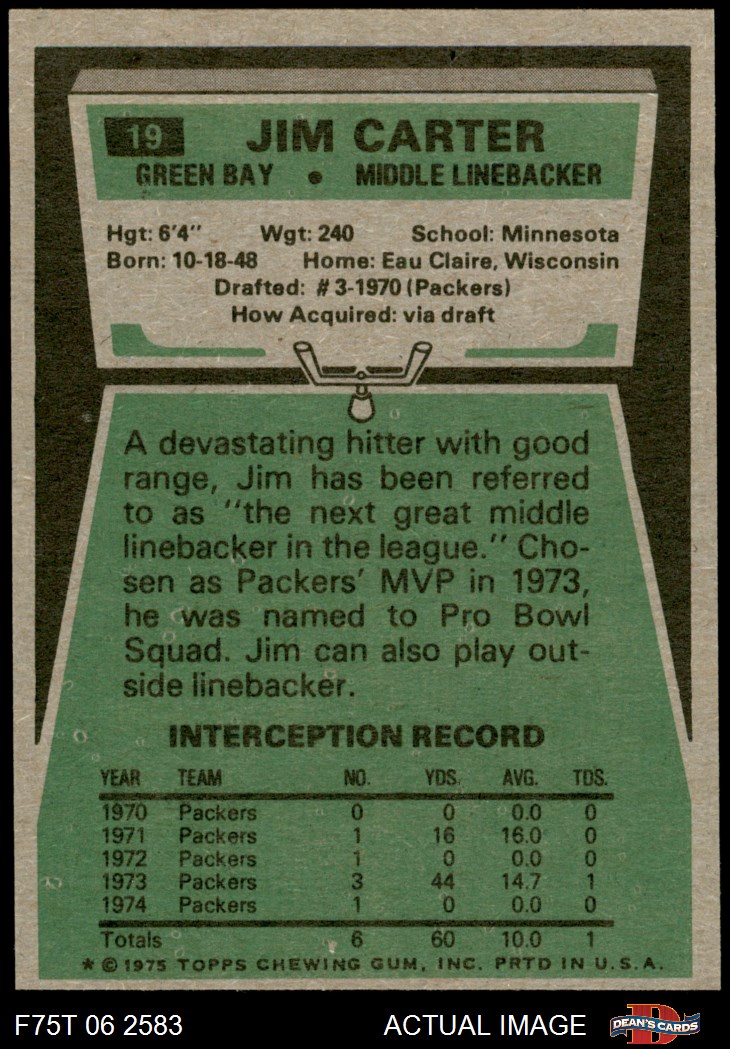 19 JIM CARTER
GREEN BAY • MIDDLE LINEBACKER
Hgt: 6'4" Wgt: 240 School: Minnesota
Born: 10-18-48 Home: Eau Claire, Wisconsin
Drafted: #3-1970 (Packers)
How Acquired: via draft
A devastating hitter with good
range, Jim has been referred
to as "the next great middle
linebacker in the league." Cho-
sen as Packers' MVP in 1973,
he was named to Pro Bowl
Squad. Jim can also play out-
side linebacker.
INTERCEPTION RECORD
YEAR TEAM NO. YDS. AVG. TDS.
1970 Packers 0 0 0.0 0
1971 Packers 1 16 16.0 0
1972 Packers 1 0 0.0 0
1973 Packers 3 44 14.7 1
1974 Packers 1 0 0.0 0
Totals 6 60 10.0 1
* © 1975 TOPPS CHEWING GUM, INC. PRTD IN U.S.A.
F75T 06 2583 ACTUAL IMAGE DEAN'S CARDS